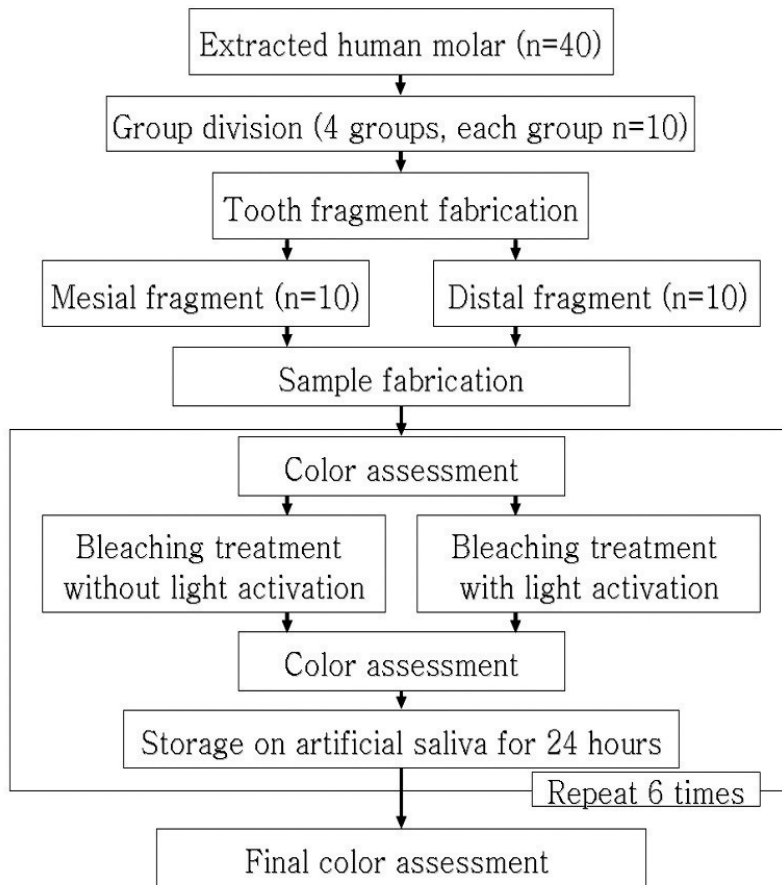 Extracted human molar (n=40)
Group division (4 groups, each group n=10)
Tooth fragment fabrication
Mesial fragment (n=10)
Distal fragment (n=10)
Sample fabrication
Color assessment
Bleaching treatment
without light activation
Bleaching treatment
with light activation
Color assessment
Storage on artificial saliva for 24 hours
Repeat 6 times
Final color assessment